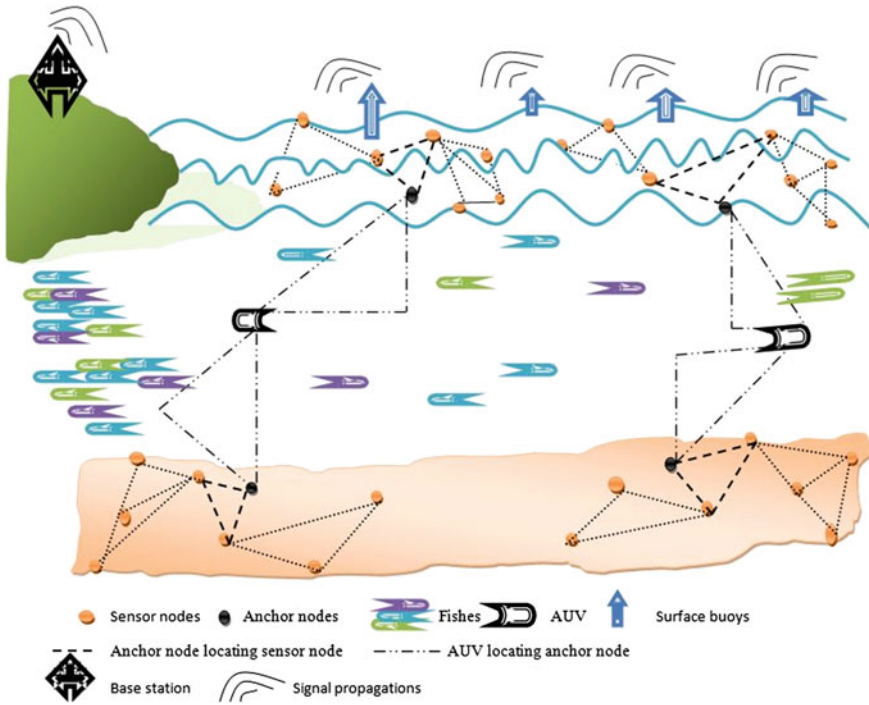 Sensor nodes Anchor nodes Fishes AUV Surface buoys
Anchor node locating sensor node AUV locating anchor node
Base station Signal propagations